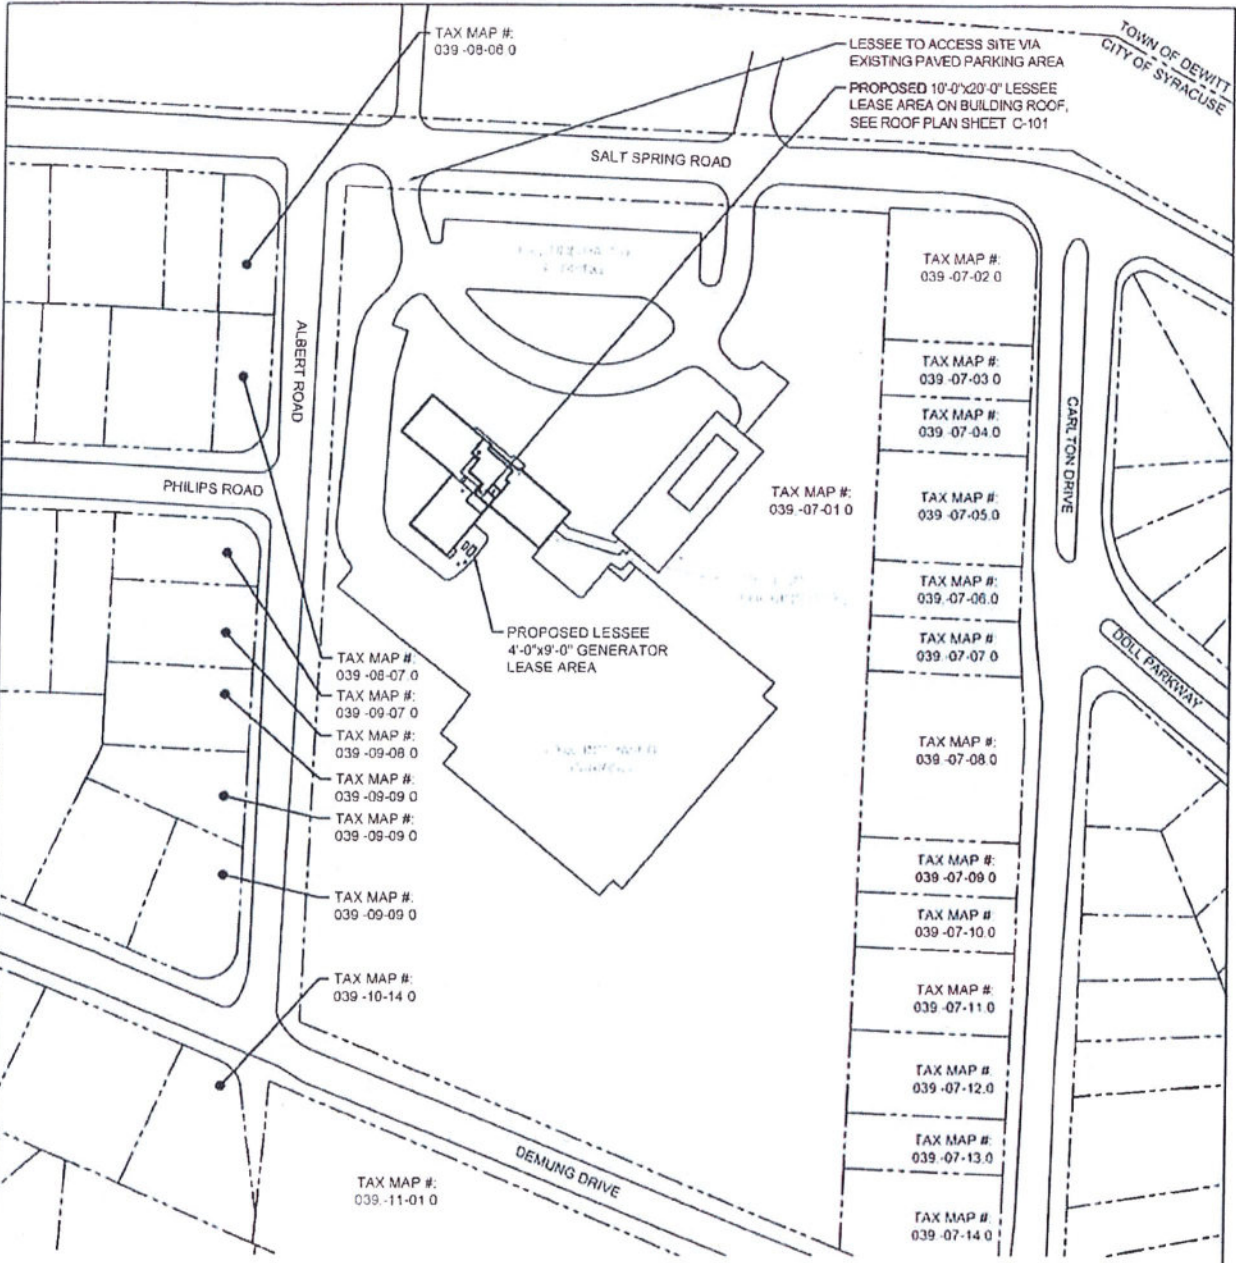 TAX MAP #:
039.-08-06.0
LESSEE TO ACCESS SITE VIA
EXISTING PAVED PARKING AREA
PROPOSED 10'-0"x20'-0" LESSEE
LEASE AREA ON BUILDING ROOF,
SEE ROOF PLAN SHEET C-101
TOWN OF DEWITT
CITY OF SYRACUSE
SALT SPRING ROAD
ALBERT ROAD
PHILIPS ROAD
CARLTON DRIVE
DOLL PARKWAY
DEMUNG DRIVE
TAX MAP #:
039.-07-01.0
PROPOSED LESSEE
4'-0"x9'-0" GENERATOR
LEASE AREA
TAX MAP #:
039.-08-07.0
TAX MAP #:
039.-09-07.0
TAX MAP #:
039.-09-08.0
TAX MAP #:
039.-09-09.0
TAX MAP #:
039.-09-09.0
TAX MAP #:
039.-09-09.0
TAX MAP #:
039.-10-14.0
TAX MAP #:
039.-11-01.0
TAX MAP #:
039.-07-02.0
TAX MAP #:
039.-07-03.0
TAX MAP #:
039.-07-04.0
TAX MAP #:
039.-07-05.0
TAX MAP #:
039.-07-06.0
TAX MAP #:
039.-07-07.0
TAX MAP #:
039.-07-08.0
TAX MAP #:
039.-07-09.0
TAX MAP #:
039.-07-10.0
TAX MAP #:
039.-07-11.0
TAX MAP #:
039.-07-12.0
TAX MAP #:
039.-07-13.0
TAX MAP #:
039.-07-14.0